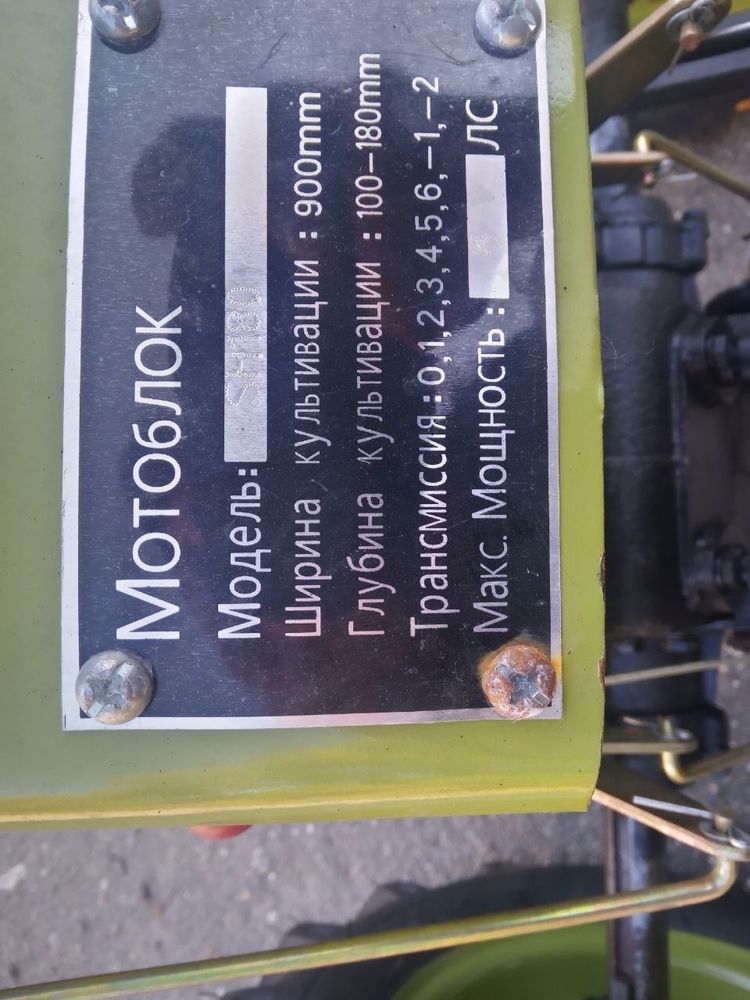 Мотоблок
Модель: SH180
Ширина культивации : 900mm
Глубина культивации : 100-180mm
Трансмиссия : 0,1,2,3,4,5,6,-1,-2
Макс. Мощность : ЛС